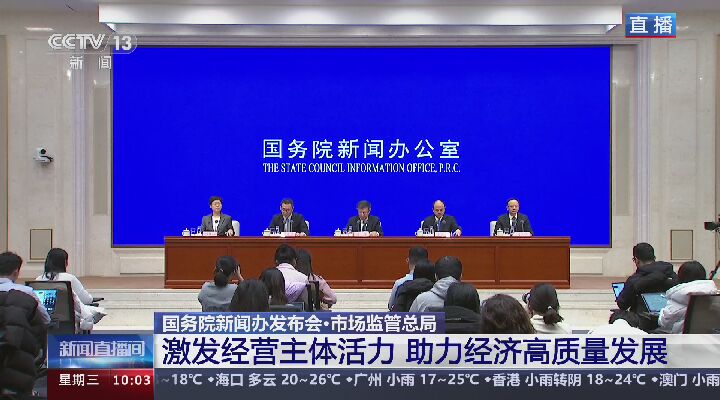 CCTV 13
新闻
直播
国务院新闻办公室
THE STATE COUNCIL INFORMATION OFFICE, P.R.C.
国务院新闻办发布会·市场监管总局
新闻直播间
激发经营主体活力 助力经济高质量发展
星期三 10:03
~18℃ 海口 多云 20~26℃ 广州 小雨 17~25℃ 香港 小雨转阴 18~24℃ 澳门 小雨